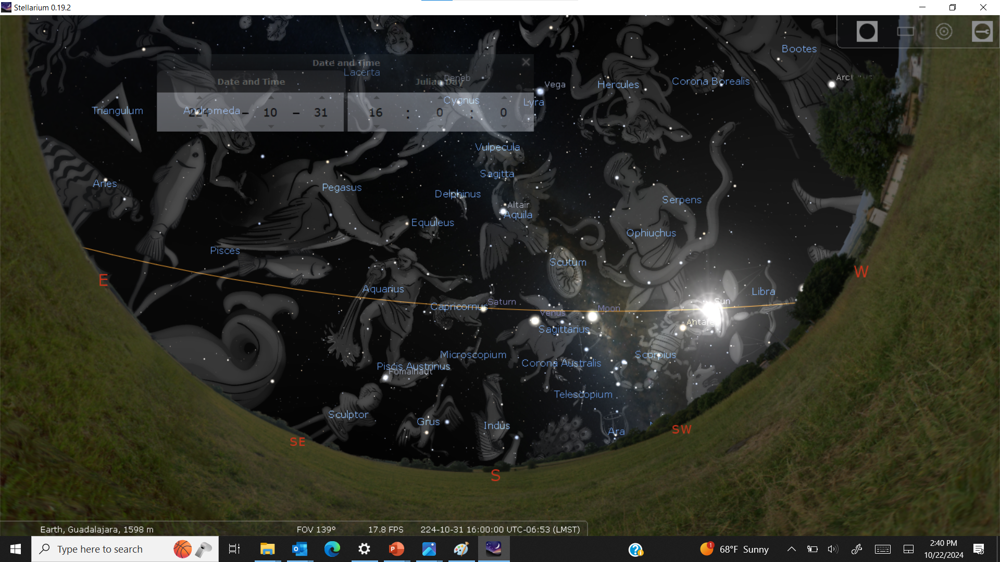 Stellarium 0.19.2
Bootes
Date and Time
Lacerta
Deneb
Date and Time
Julian Day
Vega
Hercules
Corona Borealis
Cygnus
Lyra
Triangulum
Andromeda
224 - 10 - 31
16 : 0 : 0
Vulpecula
Sagitta
Aries
Pegasus
Delphinus
Serpens
Altair
Aquila
Equuleus
Ophiuchus
Pisces
Scutum
E
W
Aquarius
Libra
Capricornus
Saturn
Sun
Venus
Moon
Sagittarius
Microscopium
Scorpius
Corona Australis
Piscis Austrinus
Fomalhaut
Telescopium
Sculptor
Grus
Indus
Ara
SW
SE
S
Earth, Guadalajara, 1598 m
FOV 139°
17.8 FPS
224-10-31 16:00:00 UTC-06:53 (LMST)
Type here to search
1
68°F Sunny
2:40 PM
10/22/2024